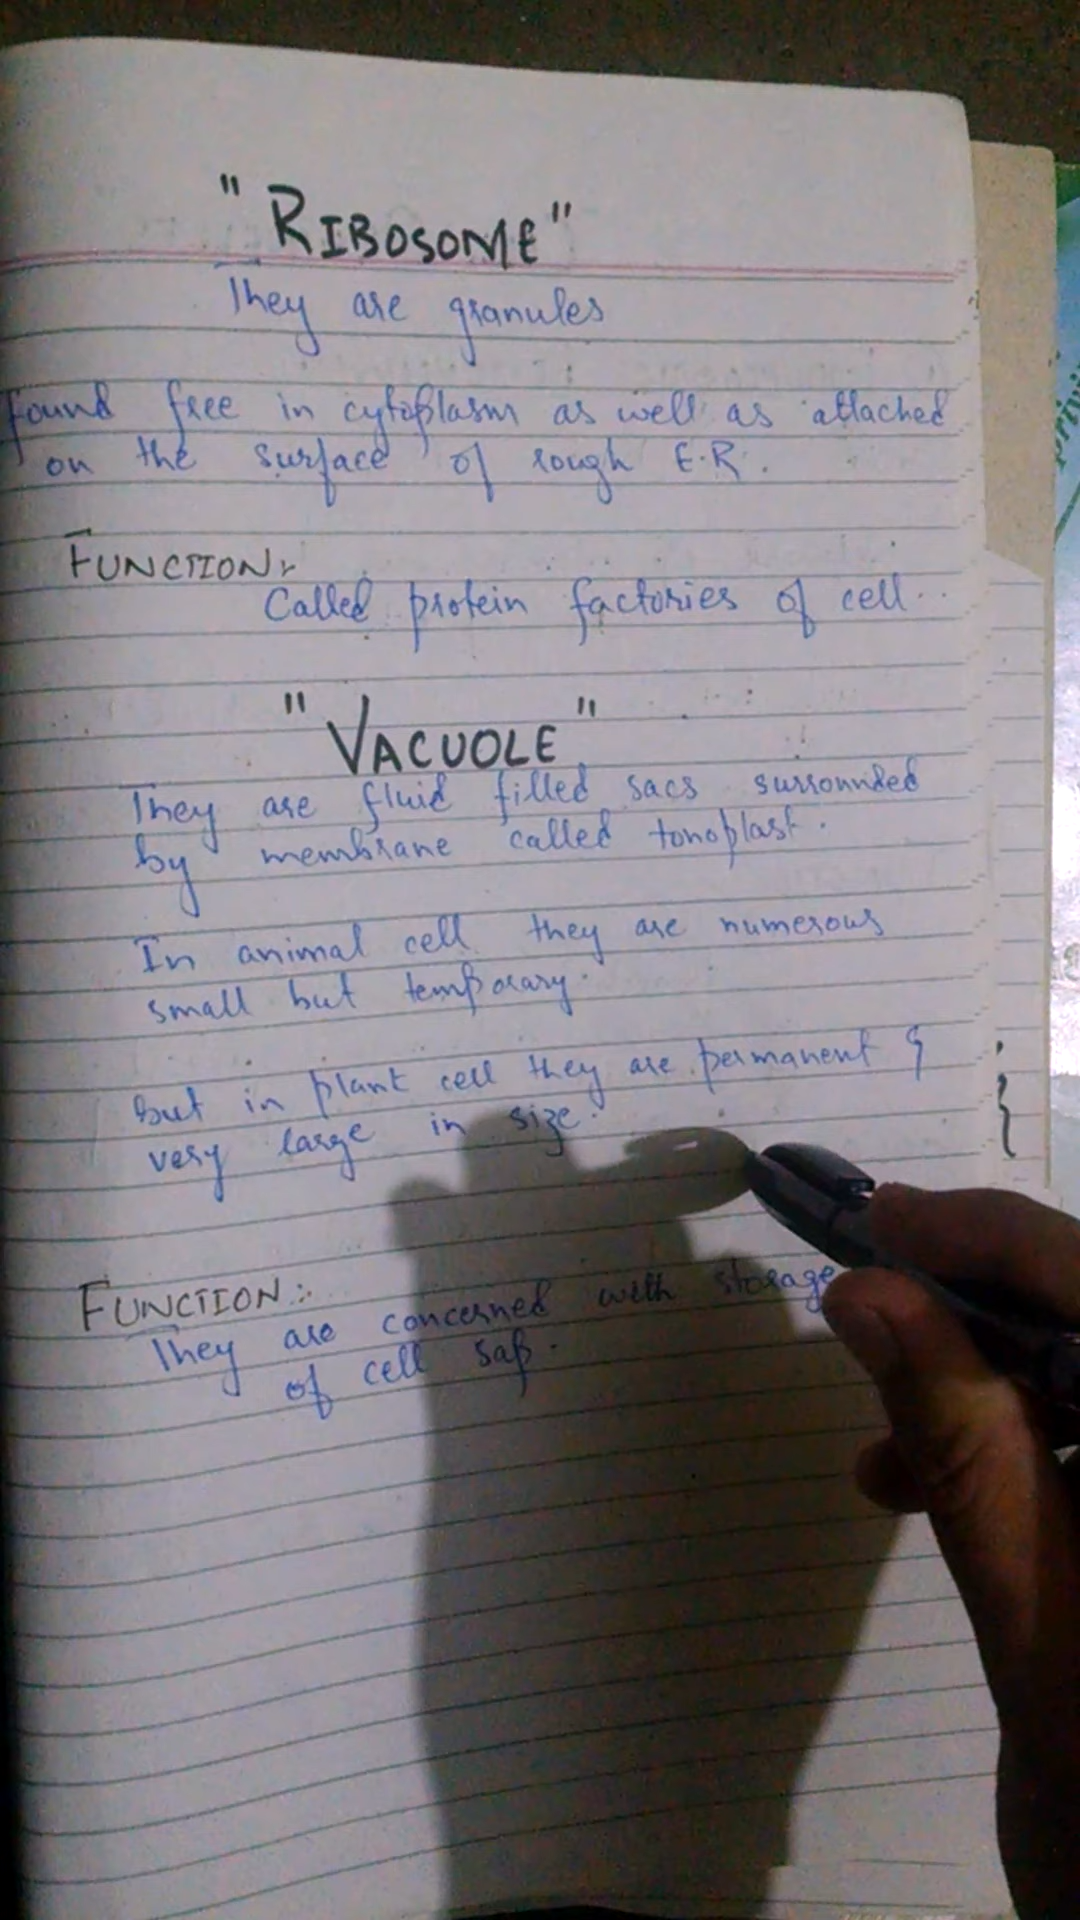 "RIBOSOME"
They are granules
found free in cytoplasm as well as attached
on the surface of rough E.R.
FUNCTION:-
Called protein factories of cell.
"VACUOLE"
They are fluid filled sacs surrounded
by membrane called tonoplast.
In animal cell they are numerous
small but temporary.
but in plant cell they are permanent &
very large in size.
FUNCTION:-
They are concerned with storage
of cell sap.